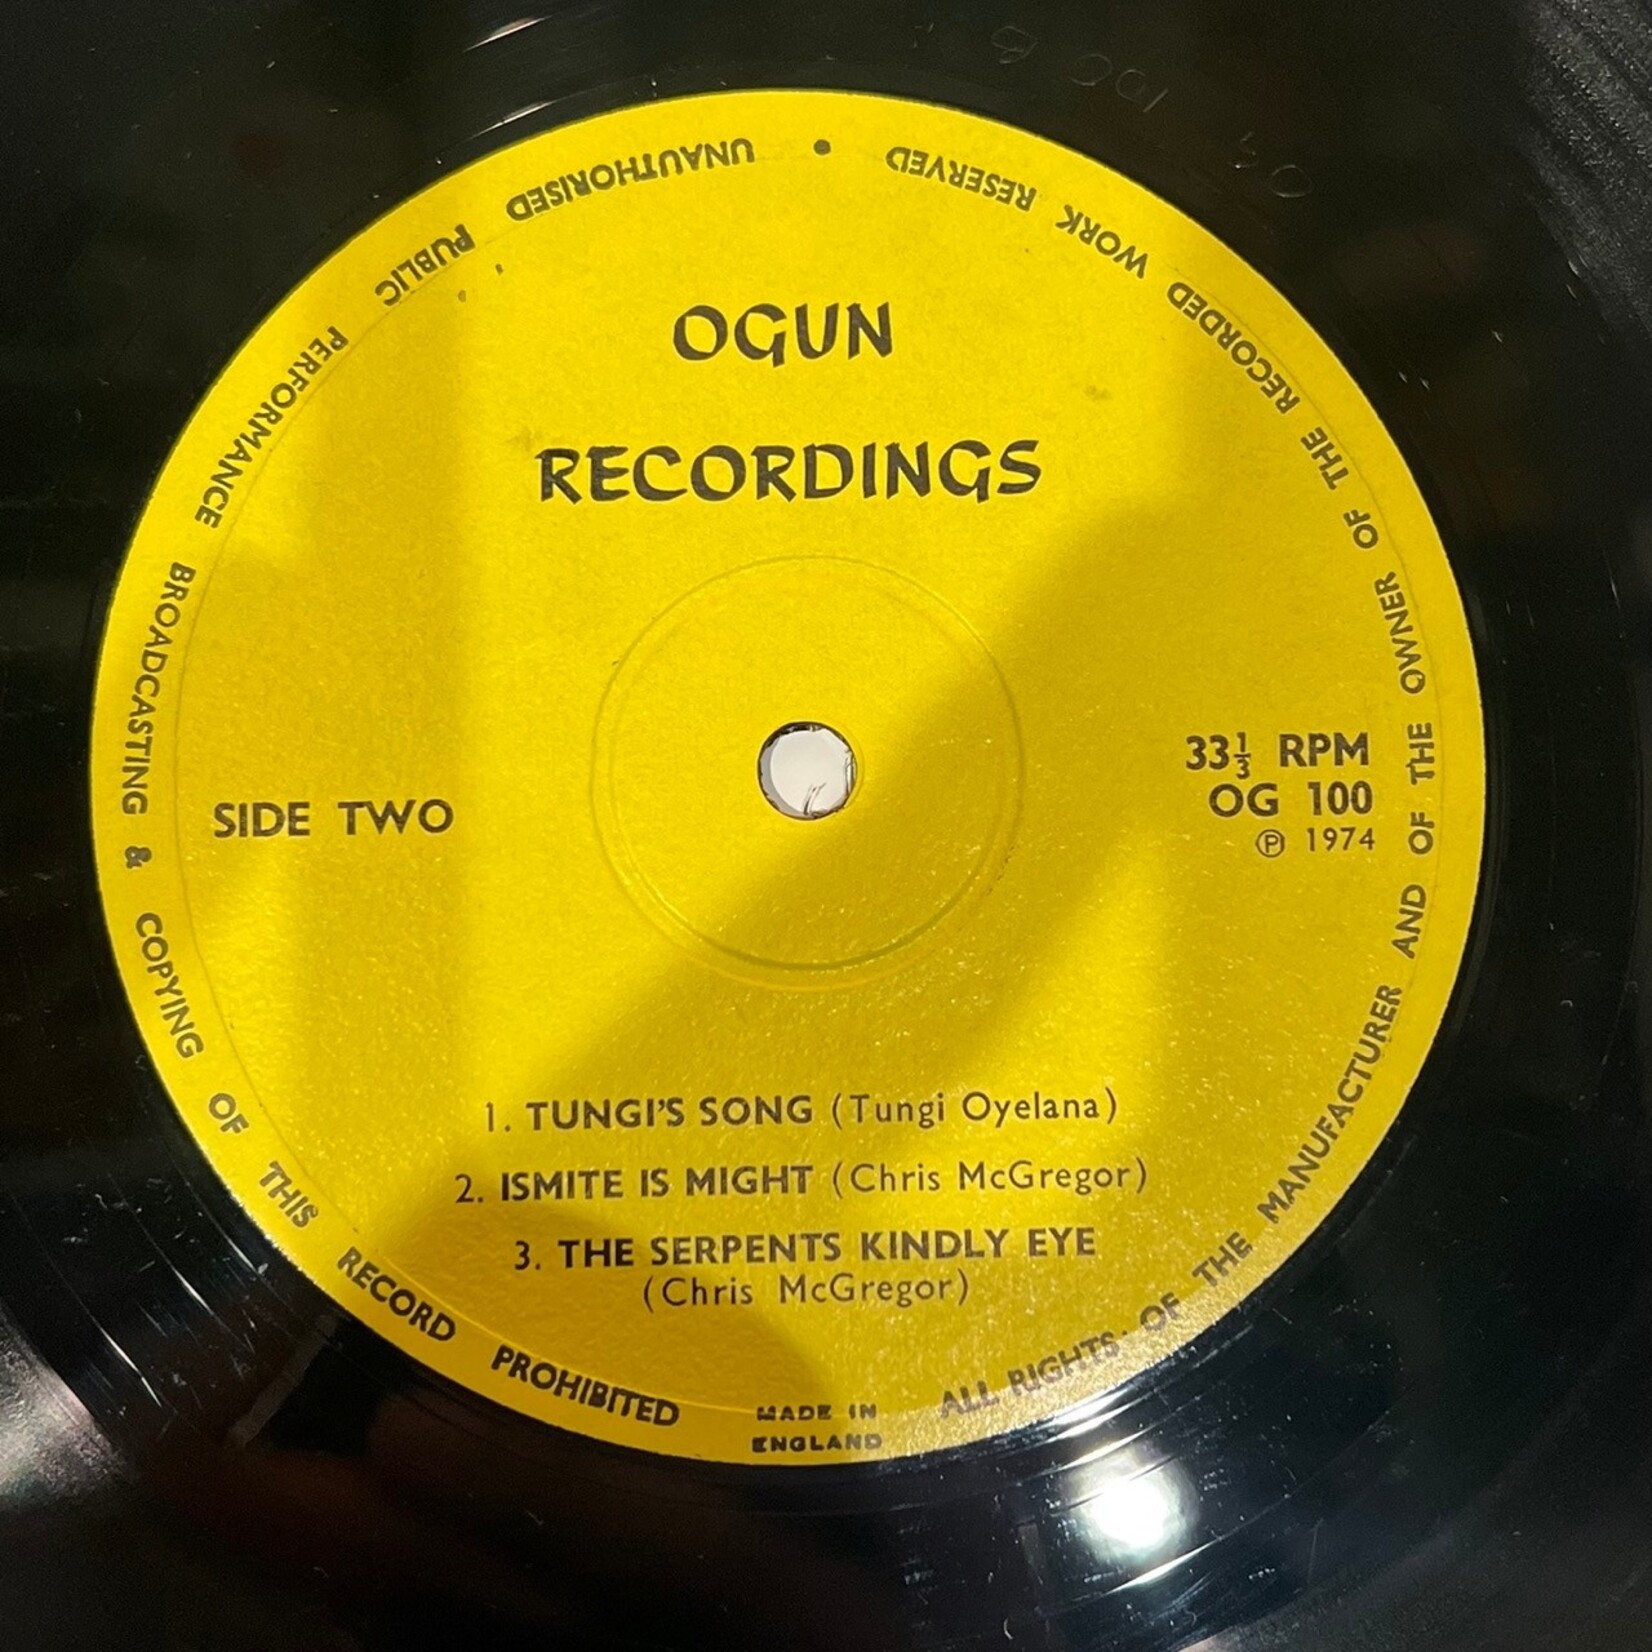 OGUN
RECORDINGS
SIDE TWO
33⅓ RPM
OG 100
℗ 1974
1. TUNGI'S SONG (Tungi Oyelana)
2. ISMITE IS MIGHT (Chris McGregor)
3. THE SERPENTS KINDLY EYE
(Chris McGregor)
MADE IN
ENGLAND
ALL RIGHTS OF THE MANUFACTURER AND OF THE OWNER OF THE RECORDED WORK RESERVED • UNAUTHORISED PUBLIC PERFORMANCE BROADCASTING & COPYING OF THIS RECORD PROHIBITED